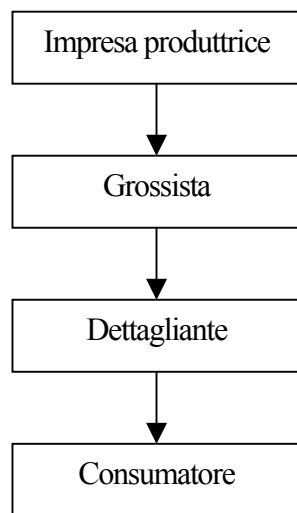 Impresa produttrice
Grossista
Dettagliante
Consumatore